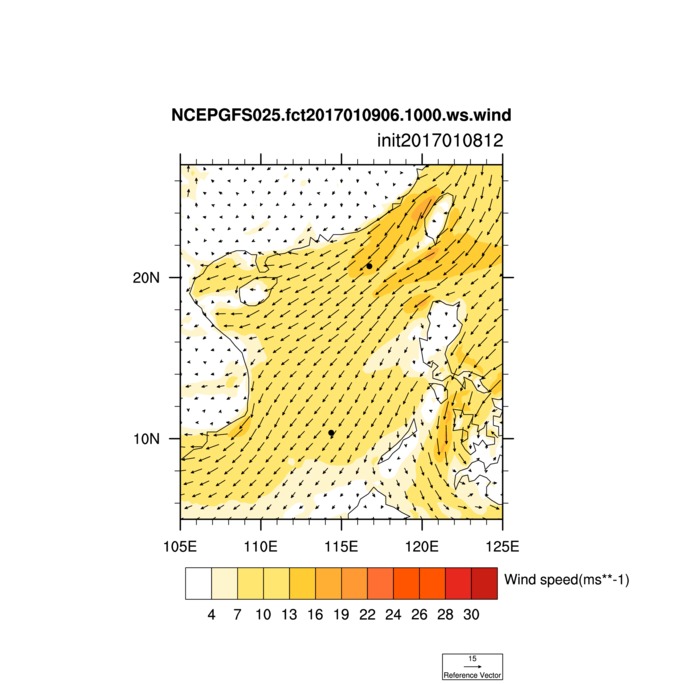 NCEPGFS025.fct2017010906.1000.ws.wind
init2017010812
20N
10N
105E 110E 115E 120E 125E
Wind speed(ms**-1)
4 7 10 13 16 19 22 24 26 28 30
15
Reference Vector